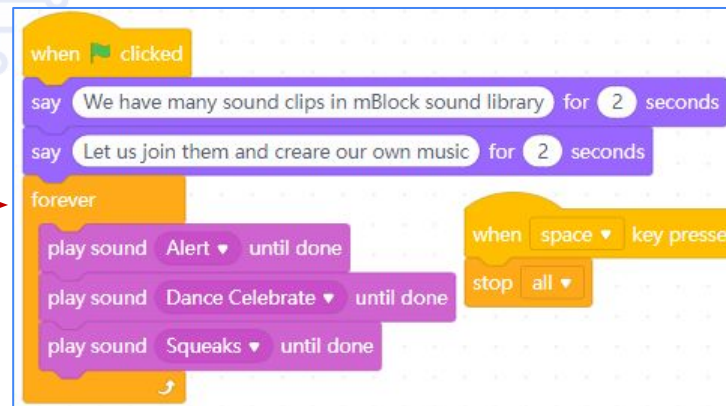 when clicked
say We have many sound clips in mBlock sound library for 2 seconds
say Let us join them and creare our own music for 2 seconds
forever
play sound Alert until done
play sound Dance Celebrate until done
play sound Squeaks until done
when space key presse
stop all